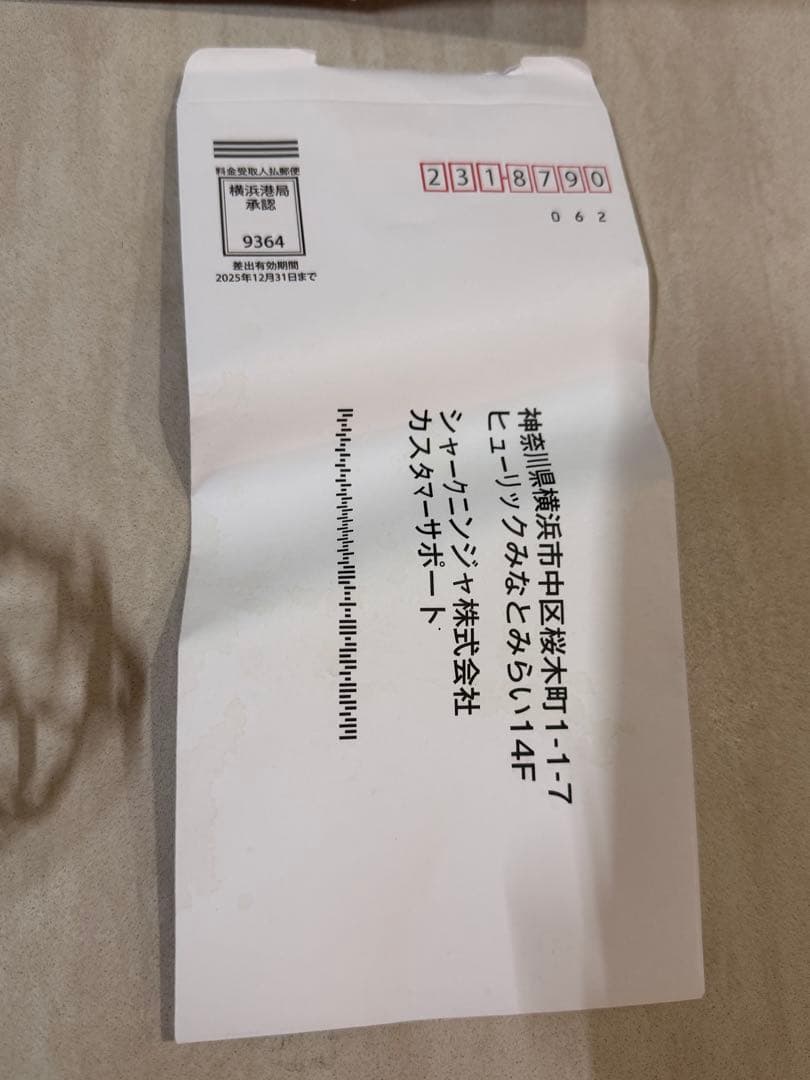 料金受取人払郵便
横浜港局
承認
9364
差出有効期間
2025年12月31日まで
231-8790
062
神奈川県横浜市中区桜木町1-1-7
ヒューリックみなとみらい14F
シャークニンジャ株式会社
カスタマーサポート